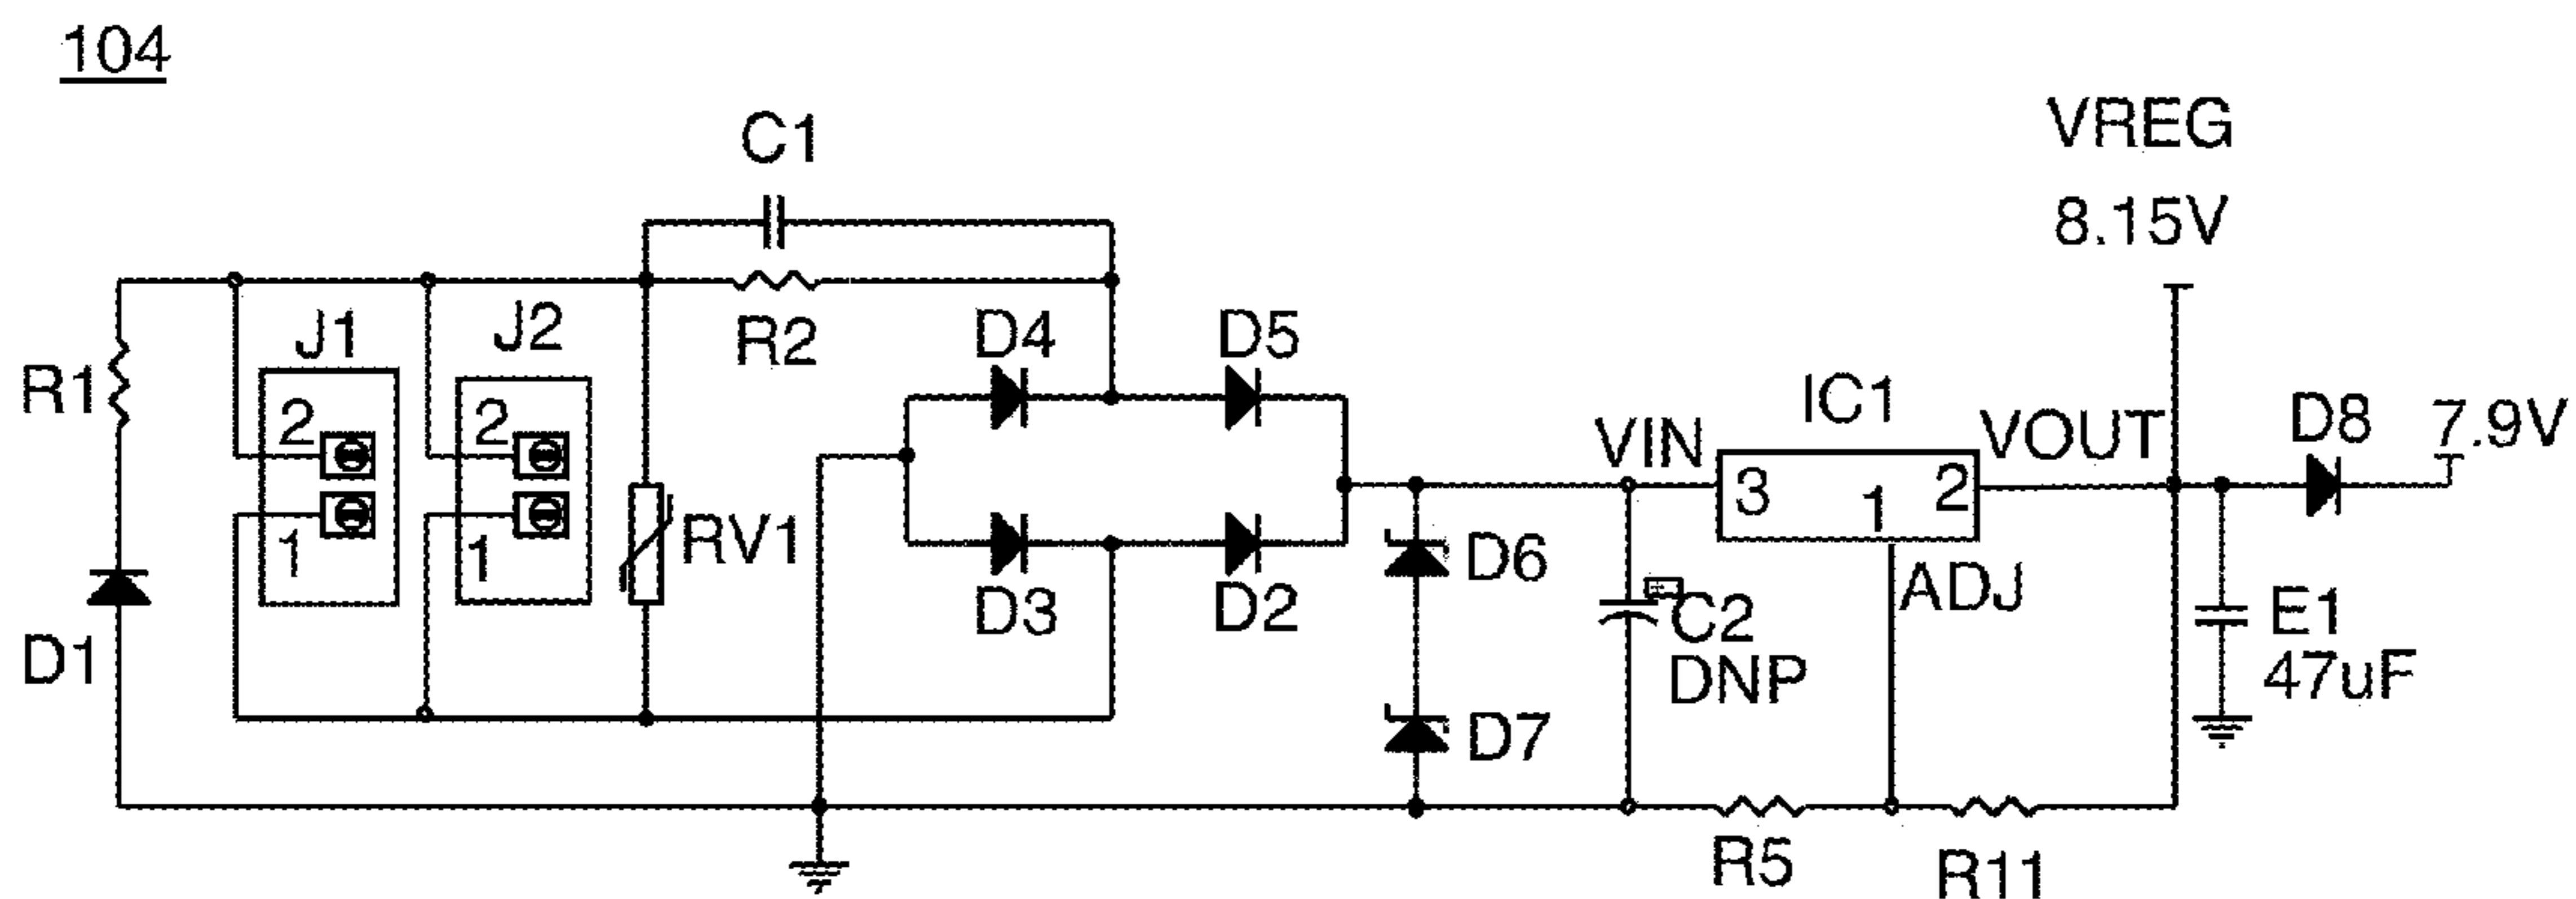 104
C1
VREG
8.15V
J1
J2
R2
D4
D5
R1
2
2
IC1
VIN
VOUT
D8
7.9V
3
1
2
1
1
RV1
D3
D2
D6
ADJ
C2
DNP
E1
47uF
D1
D7
R5
R11